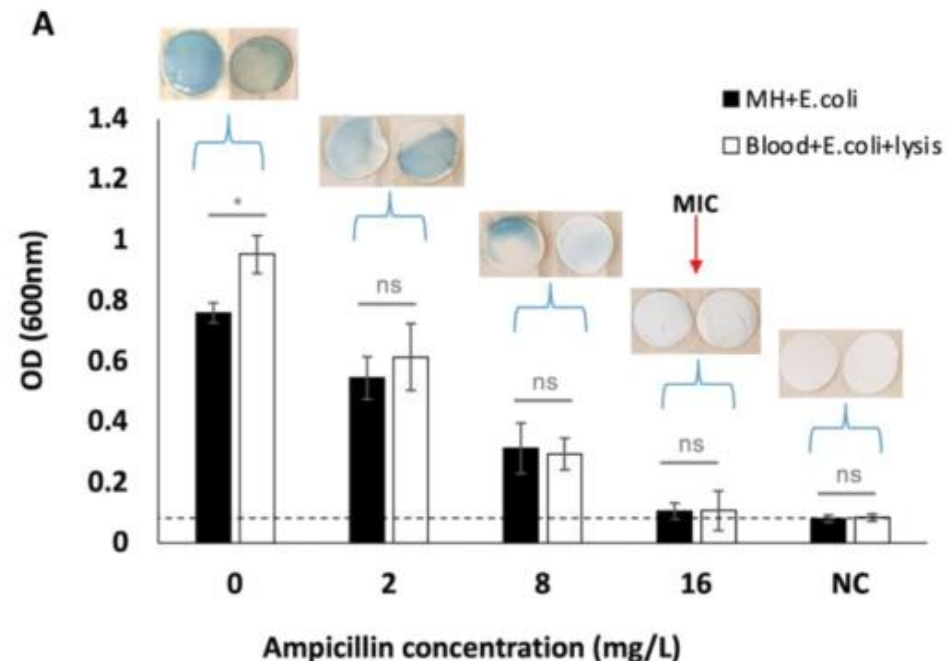 A
MH+E.coli
Blood+E.coli+lysis
1.4
1.2
1
0.8
0.6
0.4
0.2
0
OD (600nm)
*
ns
ns
MIC
ns
ns
0
2
8
16
NC
Ampicillin concentration (mg/L)